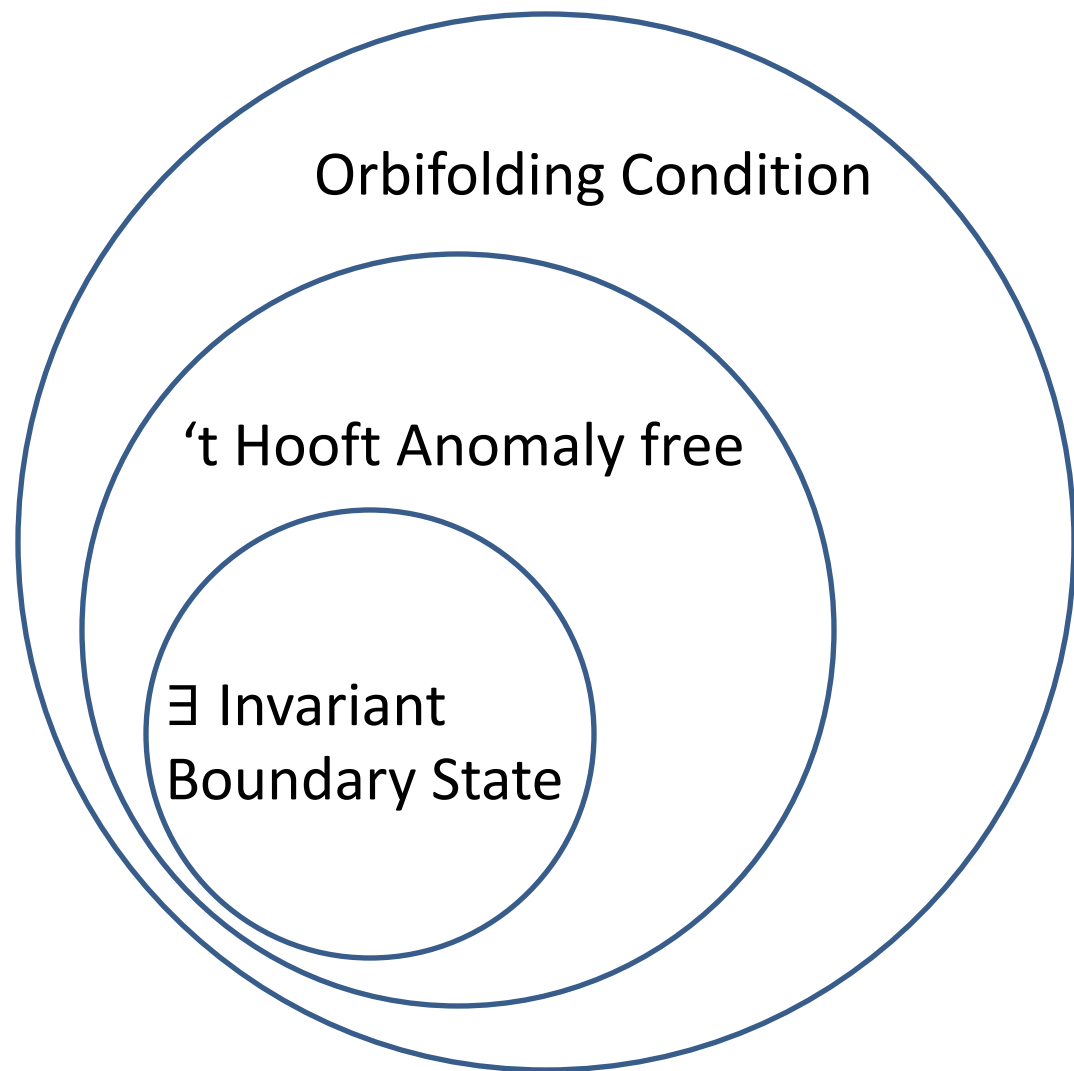 Orbifolding Condition
‘t Hooft Anomaly free
∃ Invariant
Boundary State